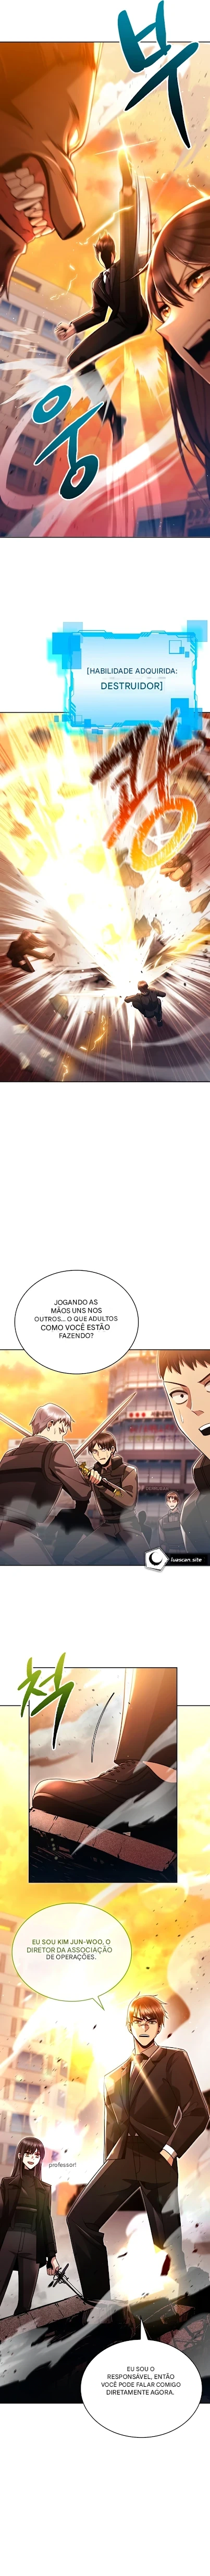 부
웅
[HABILIDADE ADQUIRIDA:
DESTRUIDOR]
JOGANDO AS
MÃOS UNS NOS
OUTROS... O QUE ADULTOS
COMO VOCÊ ESTÃO
FAZENDO?
luascan.site
척
EU SOU KIM JUN-WOO, O
DIRETOR DA ASSOCIAÇÃO
DE OPERAÇÕES.
professor!
EU SOU O
RESPONSÁVEL, ENTÃO
VOCÊ PODE FALAR COMIGO
DIRETAMENTE AGORA.